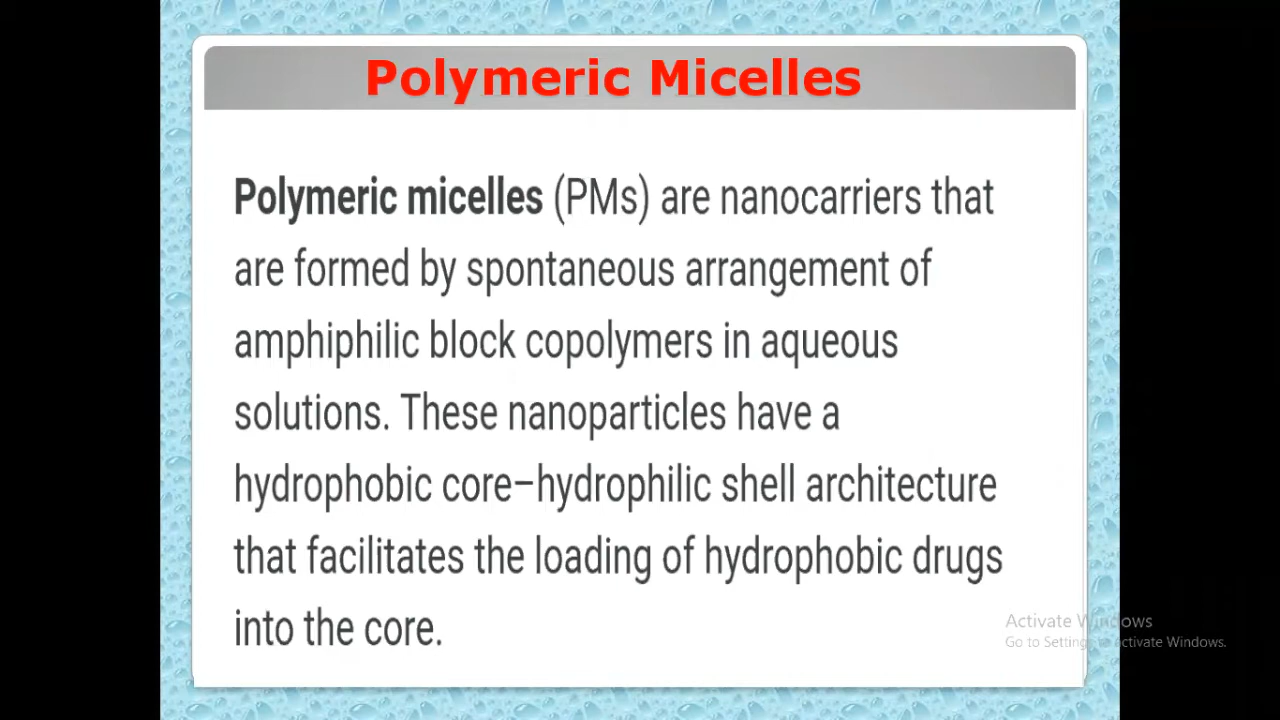 Polymeric Micelles
Polymeric micelles (PMs) are nanocarriers that
are formed by spontaneous arrangement of
amphiphilic block copolymers in aqueous
solutions. These nanoparticles have a
hydrophobic core–hydrophilic shell architecture
that facilitates the loading of hydrophobic drugs
into the core.
Activate Windows
Go to Settings to activate Windows.